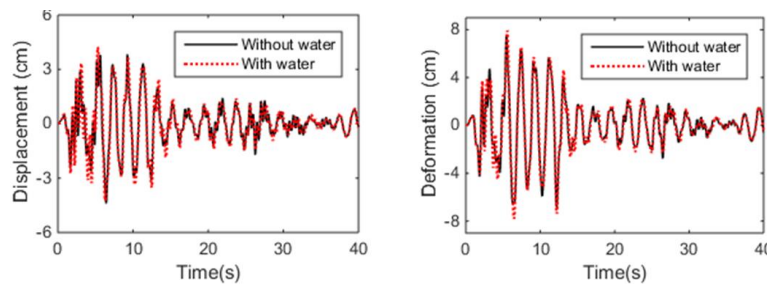 6
3
0
-3
-6
Displacement (cm)
Without water
With water
0 10 20 30 40
Time(s)
8
4
0
-4
-8
Deformation (cm)
Without water
With water
0 10 20 30 40
Time(s)